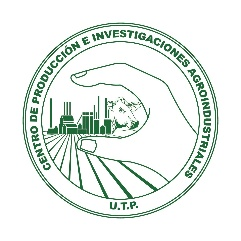 CENTRO DE PRODUCCIÓN E INVESTIGACIONES AGROINDUSTRIALES
U.T.P.